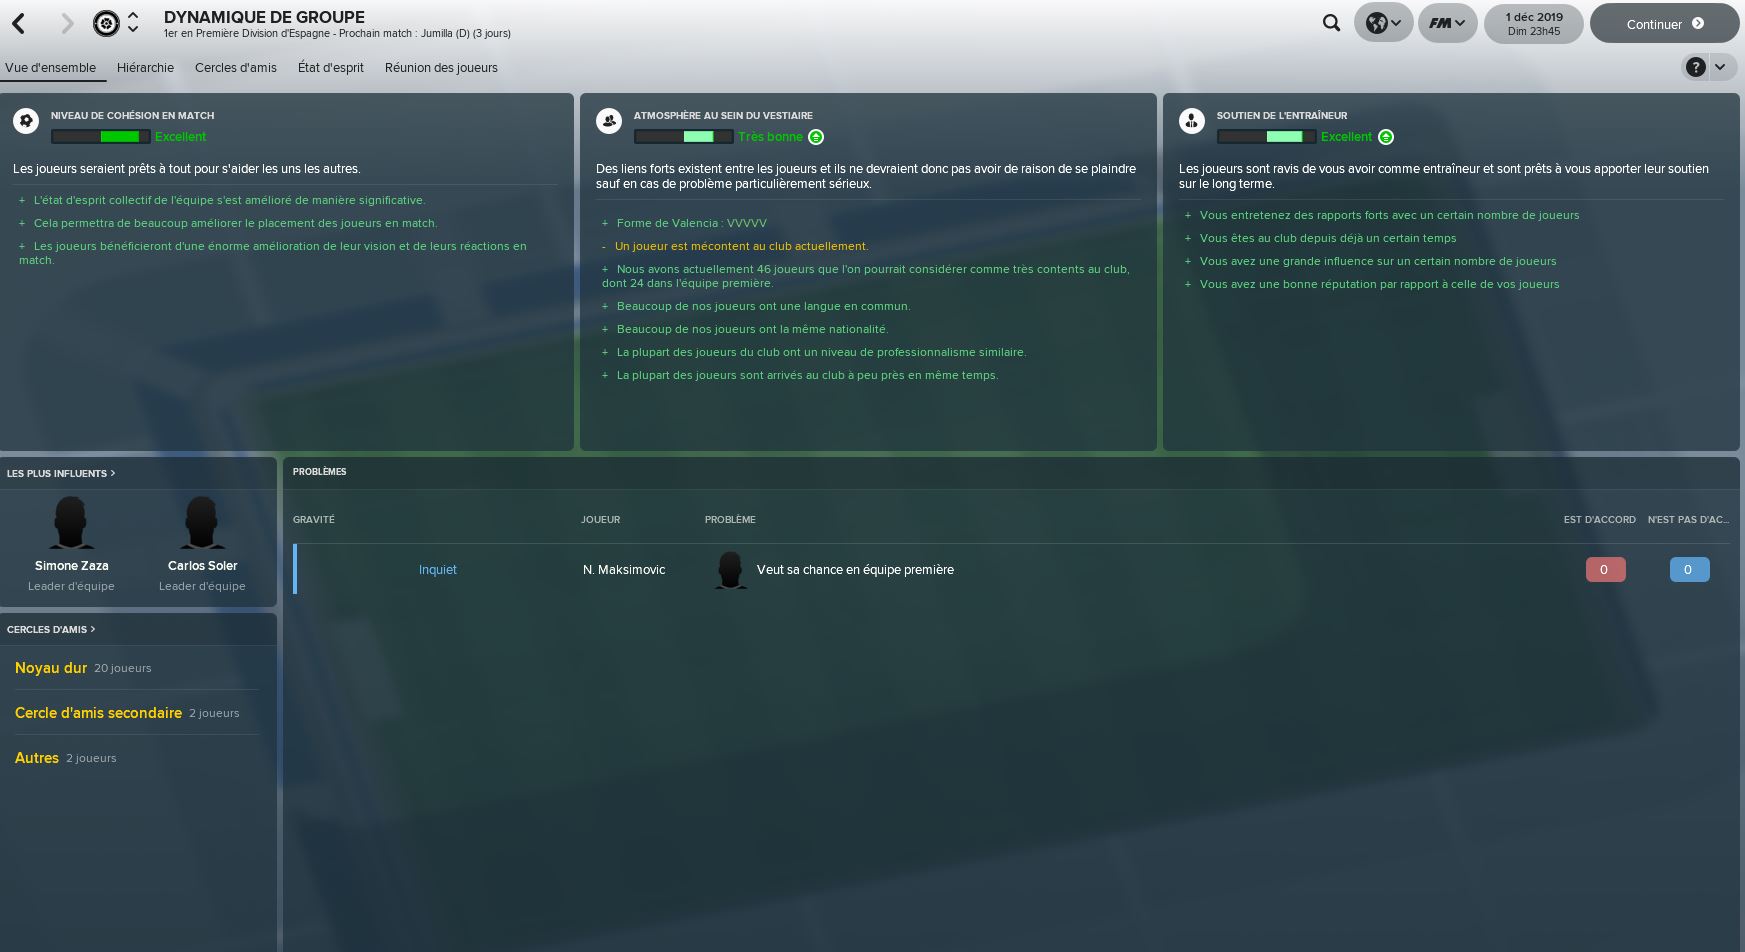 DYNAMIQUE DE GROUPE
1er en Première Division d'Espagne - Prochain match : Jumilla (D) (3 jours)
FM
1 déc 2019
Dim 23h45
Continuer
Vue d'ensemble
Hiérarchie
Cercles d'amis
État d'esprit
Réunion des joueurs
?
NIVEAU DE COHÉSION EN MATCH
Excellent
Les joueurs seraient prêts à tout pour s'aider les uns les autres.
+ L'état d'esprit collectif de l'équipe s'est amélioré de manière significative.
+ Cela permettra de beaucoup améliorer le placement des joueurs en match.
+ Les joueurs bénéficieront d'une énorme amélioration de leur vision et de leurs réactions en
match.
ATMOSPHÈRE AU SEIN DU VESTIAIRE
Très bonne
Des liens forts existent entre les joueurs et ils ne devraient donc pas avoir de raison de se plaindre
sauf en cas de problème particulièrement sérieux.
+ Forme de Valencia : VVVVV
- Un joueur est mécontent au club actuellement.
+ Nous avons actuellement 46 joueurs que l'on pourrait considérer comme très contents au club,
dont 24 dans l'équipe première.
+ Beaucoup de nos joueurs ont une langue en commun.
+ Beaucoup de nos joueurs ont la même nationalité.
+ La plupart des joueurs du club ont un niveau de professionnalisme similaire.
+ La plupart des joueurs sont arrivés au club à peu près en même temps.
SOUTIEN DE L'ENTRAÎNEUR
Excellent
Les joueurs sont ravis de vous avoir comme entraîneur et sont prêts à vous apporter leur soutien
sur le long terme.
+ Vous entretenez des rapports forts avec un certain nombre de joueurs
+ Vous êtes au club depuis déjà un certain temps
+ Vous avez une grande influence sur un certain nombre de joueurs
+ Vous avez une bonne réputation par rapport à celle de vos joueurs
LES PLUS INFLUENTS >
Simone Zaza
Leader d'équipe
Carlos Soler
Leader d'équipe
CERCLES D'AMIS >
Noyau dur 20 joueurs
Cercle d'amis secondaire 2 joueurs
Autres 2 joueurs
PROBLÈMES
GRAVITÉ
JOUEUR
PROBLÈME
EST D'ACCORD
N'EST PAS D'AC...
Inquiet
N. Maksimovic
Veut sa chance en équipe première
0
0